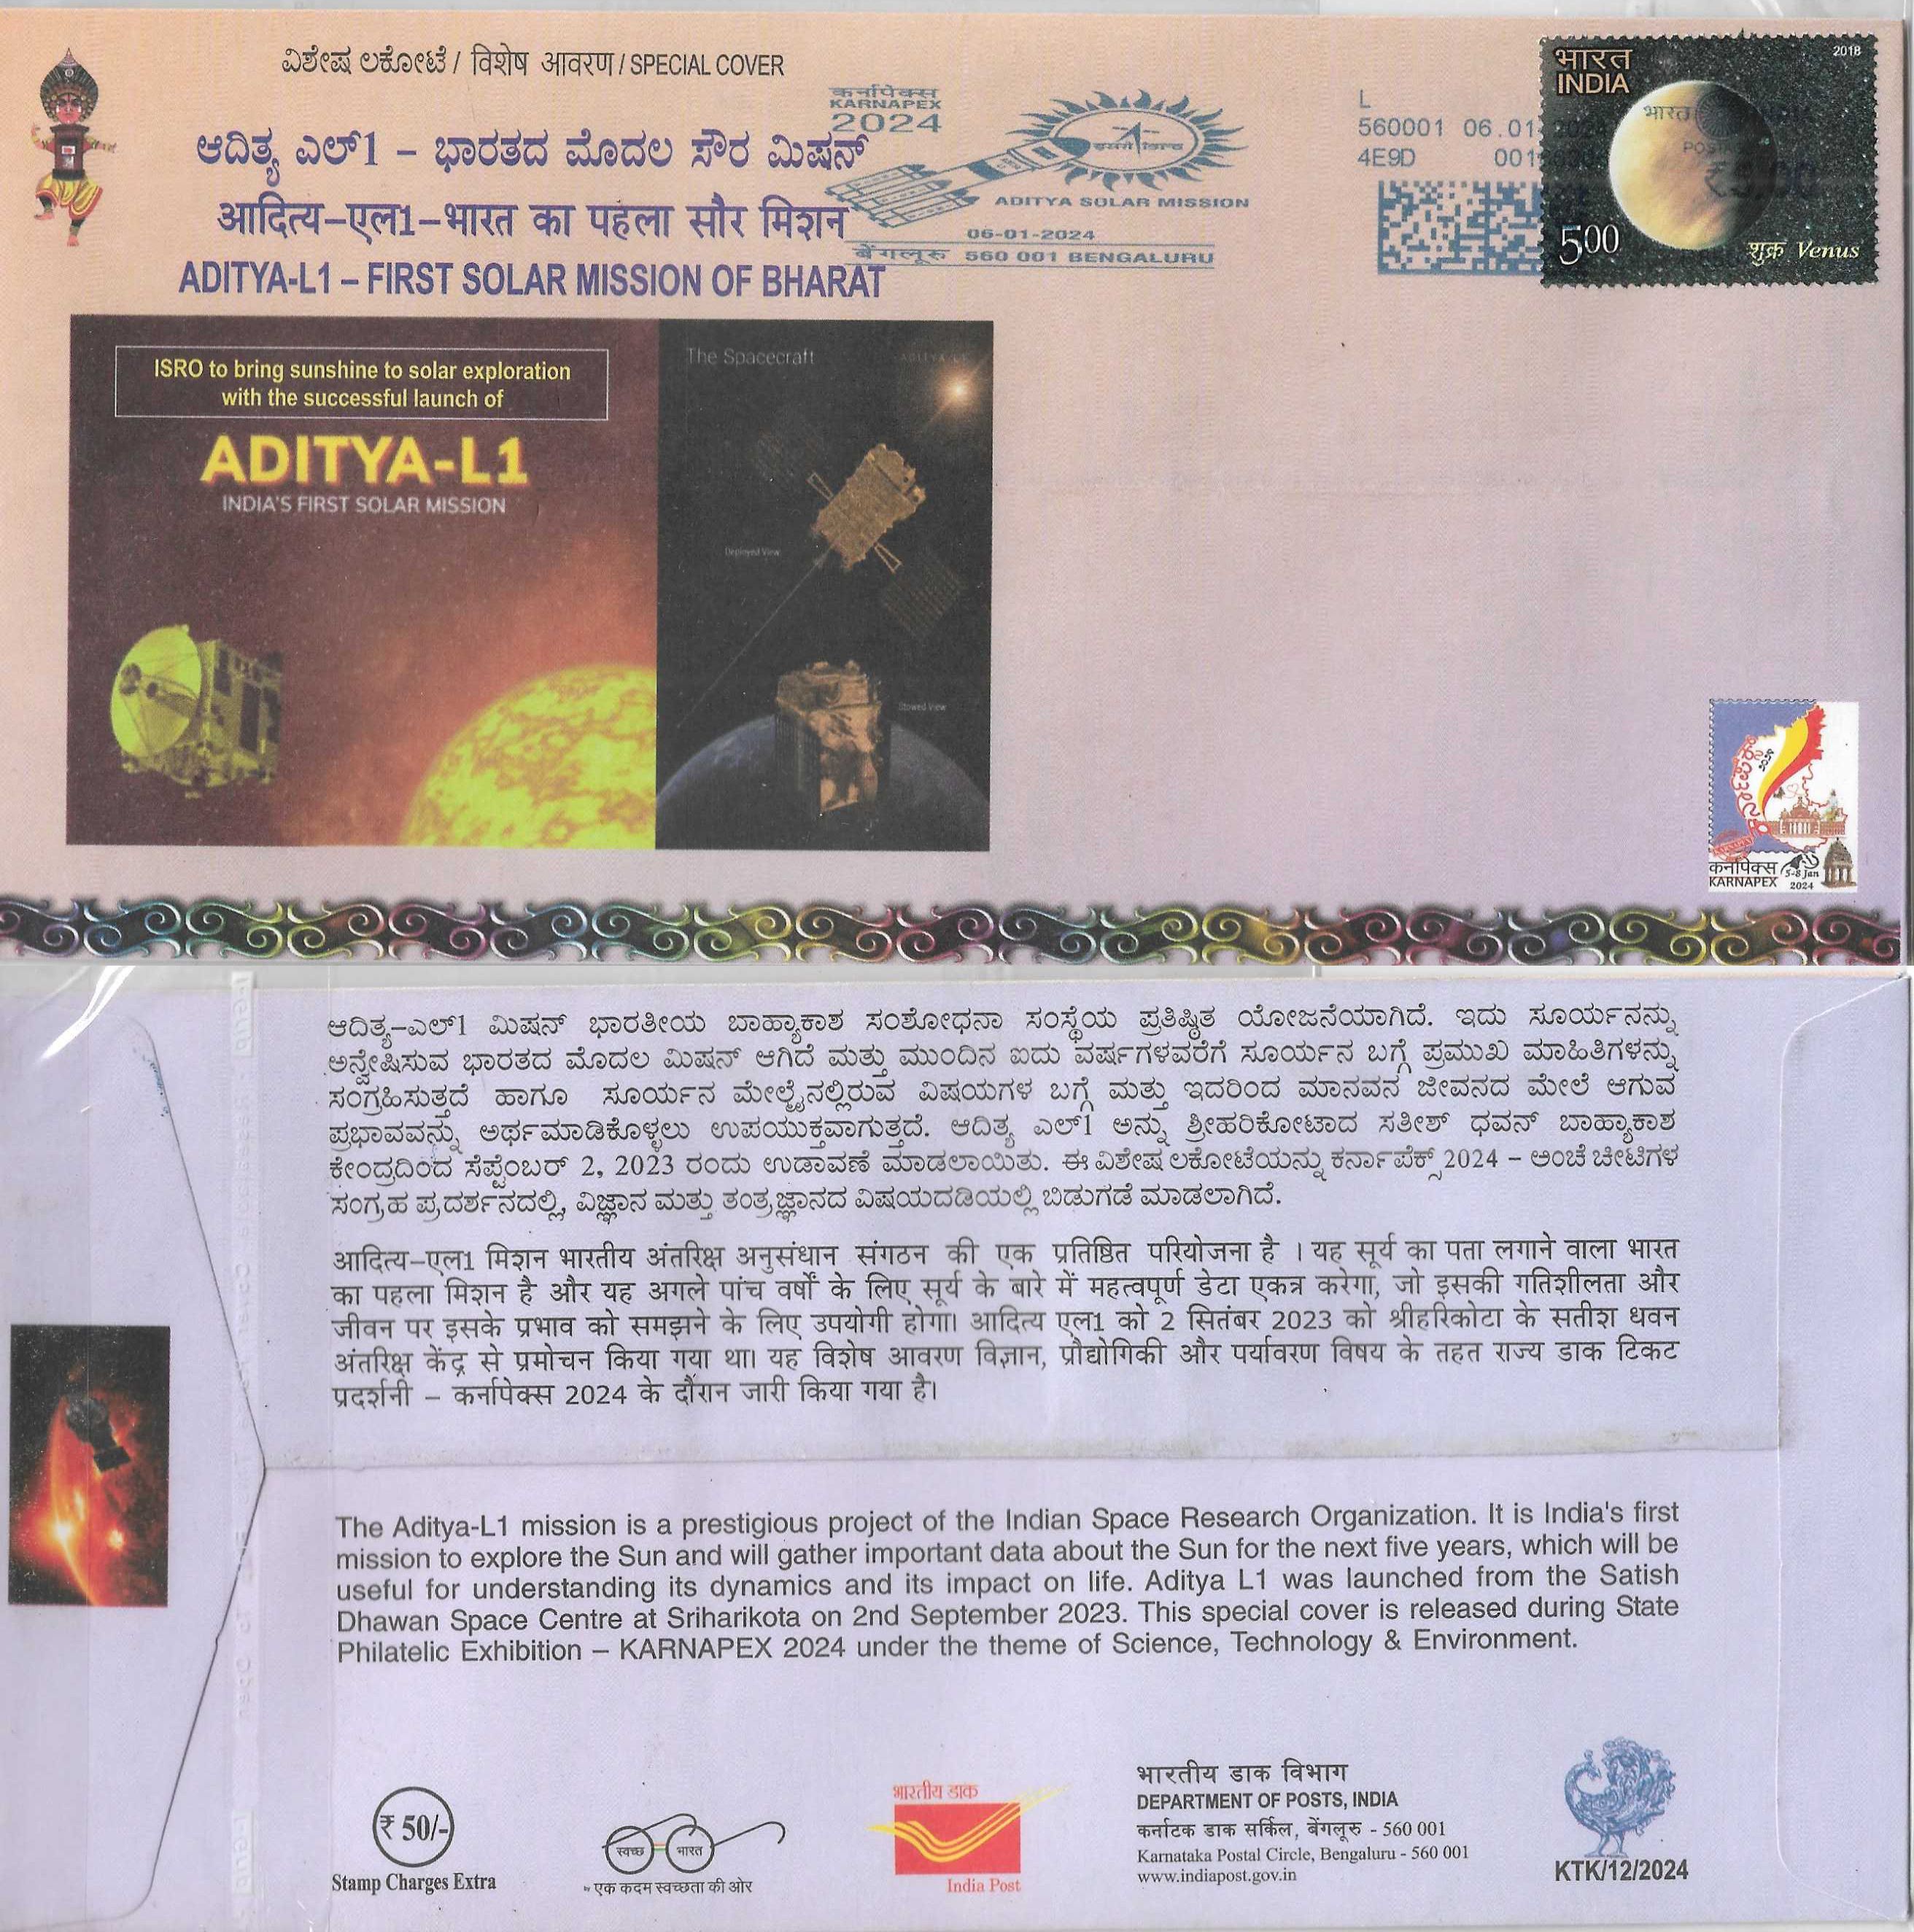 ವಿಶೇಷ ಲಕೋಟೆ / विशेष आवरण / SPECIAL COVER
ಆದಿತ್ಯ ಎಲ್1 – ಭಾರತದ ಮೊದಲ ಸೌರ ಮಿಷನ್
आदित्य–एल1–भारत का पहला सौर मिशन
ADITYA-L1 – FIRST SOLAR MISSION OF BHARAT
कर्नापेक्स
KARNAPEX
2024
ADITYA SOLAR MISSION
06-01-2024
बेंगलूरु 560 001 BENGALURU
L
560001 06.01
4E9D 001
भारत
INDIA
2018
500
शुक्र Venus
ISRO to bring sunshine to solar exploration
with the successful launch of
ADITYA-L1
INDIA'S FIRST SOLAR MISSION
The Spacecraft
ADITYA-L1
Deployed View
Stowed View
कर्नापेक्स
KARNAPEX
5-8 Jan
2024
ಆದಿತ್ಯ–ಎಲ್1 ಮಿಷನ್ ಭಾರತೀಯ ಬಾಹ್ಯಾಕಾಶ ಸಂಶೋಧನಾ ಸಂಸ್ಥೆಯ ಪ್ರತಿಷ್ಠಿತ ಯೋಜನೆಯಾಗಿದೆ. ಇದು ಸೂರ್ಯನನ್ನು
ಅನ್ವೇಷಿಸುವ ಭಾರತದ ಮೊದಲ ಮಿಷನ್ ಆಗಿದೆ ಮತ್ತು ಮುಂದಿನ ಐದು ವರ್ಷಗಳವರೆಗೆ ಸೂರ್ಯನ ಬಗ್ಗೆ ಪ್ರಮುಖ ಮಾಹಿತಿಗಳನ್ನು
ಸಂಗ್ರಹಿಸುತ್ತದೆ ಹಾಗೂ ಸೂರ್ಯನ ಮೇಲ್ಮೈನಲ್ಲಿರುವ ವಿಷಯಗಳ ಬಗ್ಗೆ ಮತ್ತು ಇದರಿಂದ ಮಾನವನ ಜೀವನದ ಮೇಲೆ ಆಗುವ
ಪ್ರಭಾವವನ್ನು ಅರ್ಥಮಾಡಿಕೊಳ್ಳಲು ಉಪಯುಕ್ತವಾಗುತ್ತದೆ. ಆದಿತ್ಯ ಎಲ್1 ಅನ್ನು ಶ್ರೀಹರಿಕೋಟಾದ ಸತೀಶ್ ಧವನ್ ಬಾಹ್ಯಾಕಾಶ
ಕೇಂದ್ರದಿಂದ ಸೆಪ್ಟೆಂಬರ್ 2, 2023 ರಂದು ಉಡಾವಣೆ ಮಾಡಲಾಯಿತು. ಈ ವಿಶೇಷ ಲಕೋಟೆಯನ್ನು ಕರ್ನಾಪೆಕ್ಸ್ 2024 – ಅಂಚೆ ಚೀಟಿಗಳ
ಸಂಗ್ರಹ ಪ್ರದರ್ಶನದಲ್ಲಿ, ವಿಜ್ಞಾನ ಮತ್ತು ತಂತ್ರಜ್ಞಾನದ ವಿಷಯದಡಿಯಲ್ಲಿ ಬಿಡುಗಡೆ ಮಾಡಲಾಗಿದೆ.
आदित्य–एल1 मिशन भारतीय अंतरिक्ष अनुसंधान संगठन की एक प्रतिष्ठित परियोजना है । यह सूर्य का पता लगाने वाला भारत
का पहला मिशन है और यह अगले पांच वर्षों के लिए सूर्य के बारे में महत्वपूर्ण डेटा एकत्र करेगा, जो इसकी गतिशीलता और
जीवन पर इसके प्रभाव को समझने के लिए उपयोगी होगा। आदित्य एल1 को 2 सितंबर 2023 को श्रीहरिकोटा के सतीश धवन
अंतरिक्ष केंद्र से प्रमोचन किया गया था। यह विशेष आवरण विज्ञान, प्रौद्योगिकी और पर्यावरण विषय के तहत राज्य डाक टिकट
प्रदर्शनी – कर्नापेक्स 2024 के दौरान जारी किया गया है।
The Aditya-L1 mission is a prestigious project of the Indian Space Research Organization. It is India's first
mission to explore the Sun and will gather important data about the Sun for the next five years, which will be
useful for understanding its dynamics and its impact on life. Aditya L1 was launched from the Satish
Dhawan Space Centre at Sriharikota on 2nd September 2023. This special cover is released during State
Philatelic Exhibition – KARNAPEX 2024 under the theme of Science, Technology & Environment.
₹ 50/-
Stamp Charges Extra
स्वच्छ भारत
एक कदम स्वच्छता की ओर
भारतीय डाक
India Post
भारतीय डाक विभाग
DEPARTMENT OF POSTS, INDIA
कर्नाटक डाक सर्किल, बेंगलूरु - 560 001
Karnataka Postal Circle, Bengaluru - 560 001
www.indiapost.gov.in
KTK/12/2024